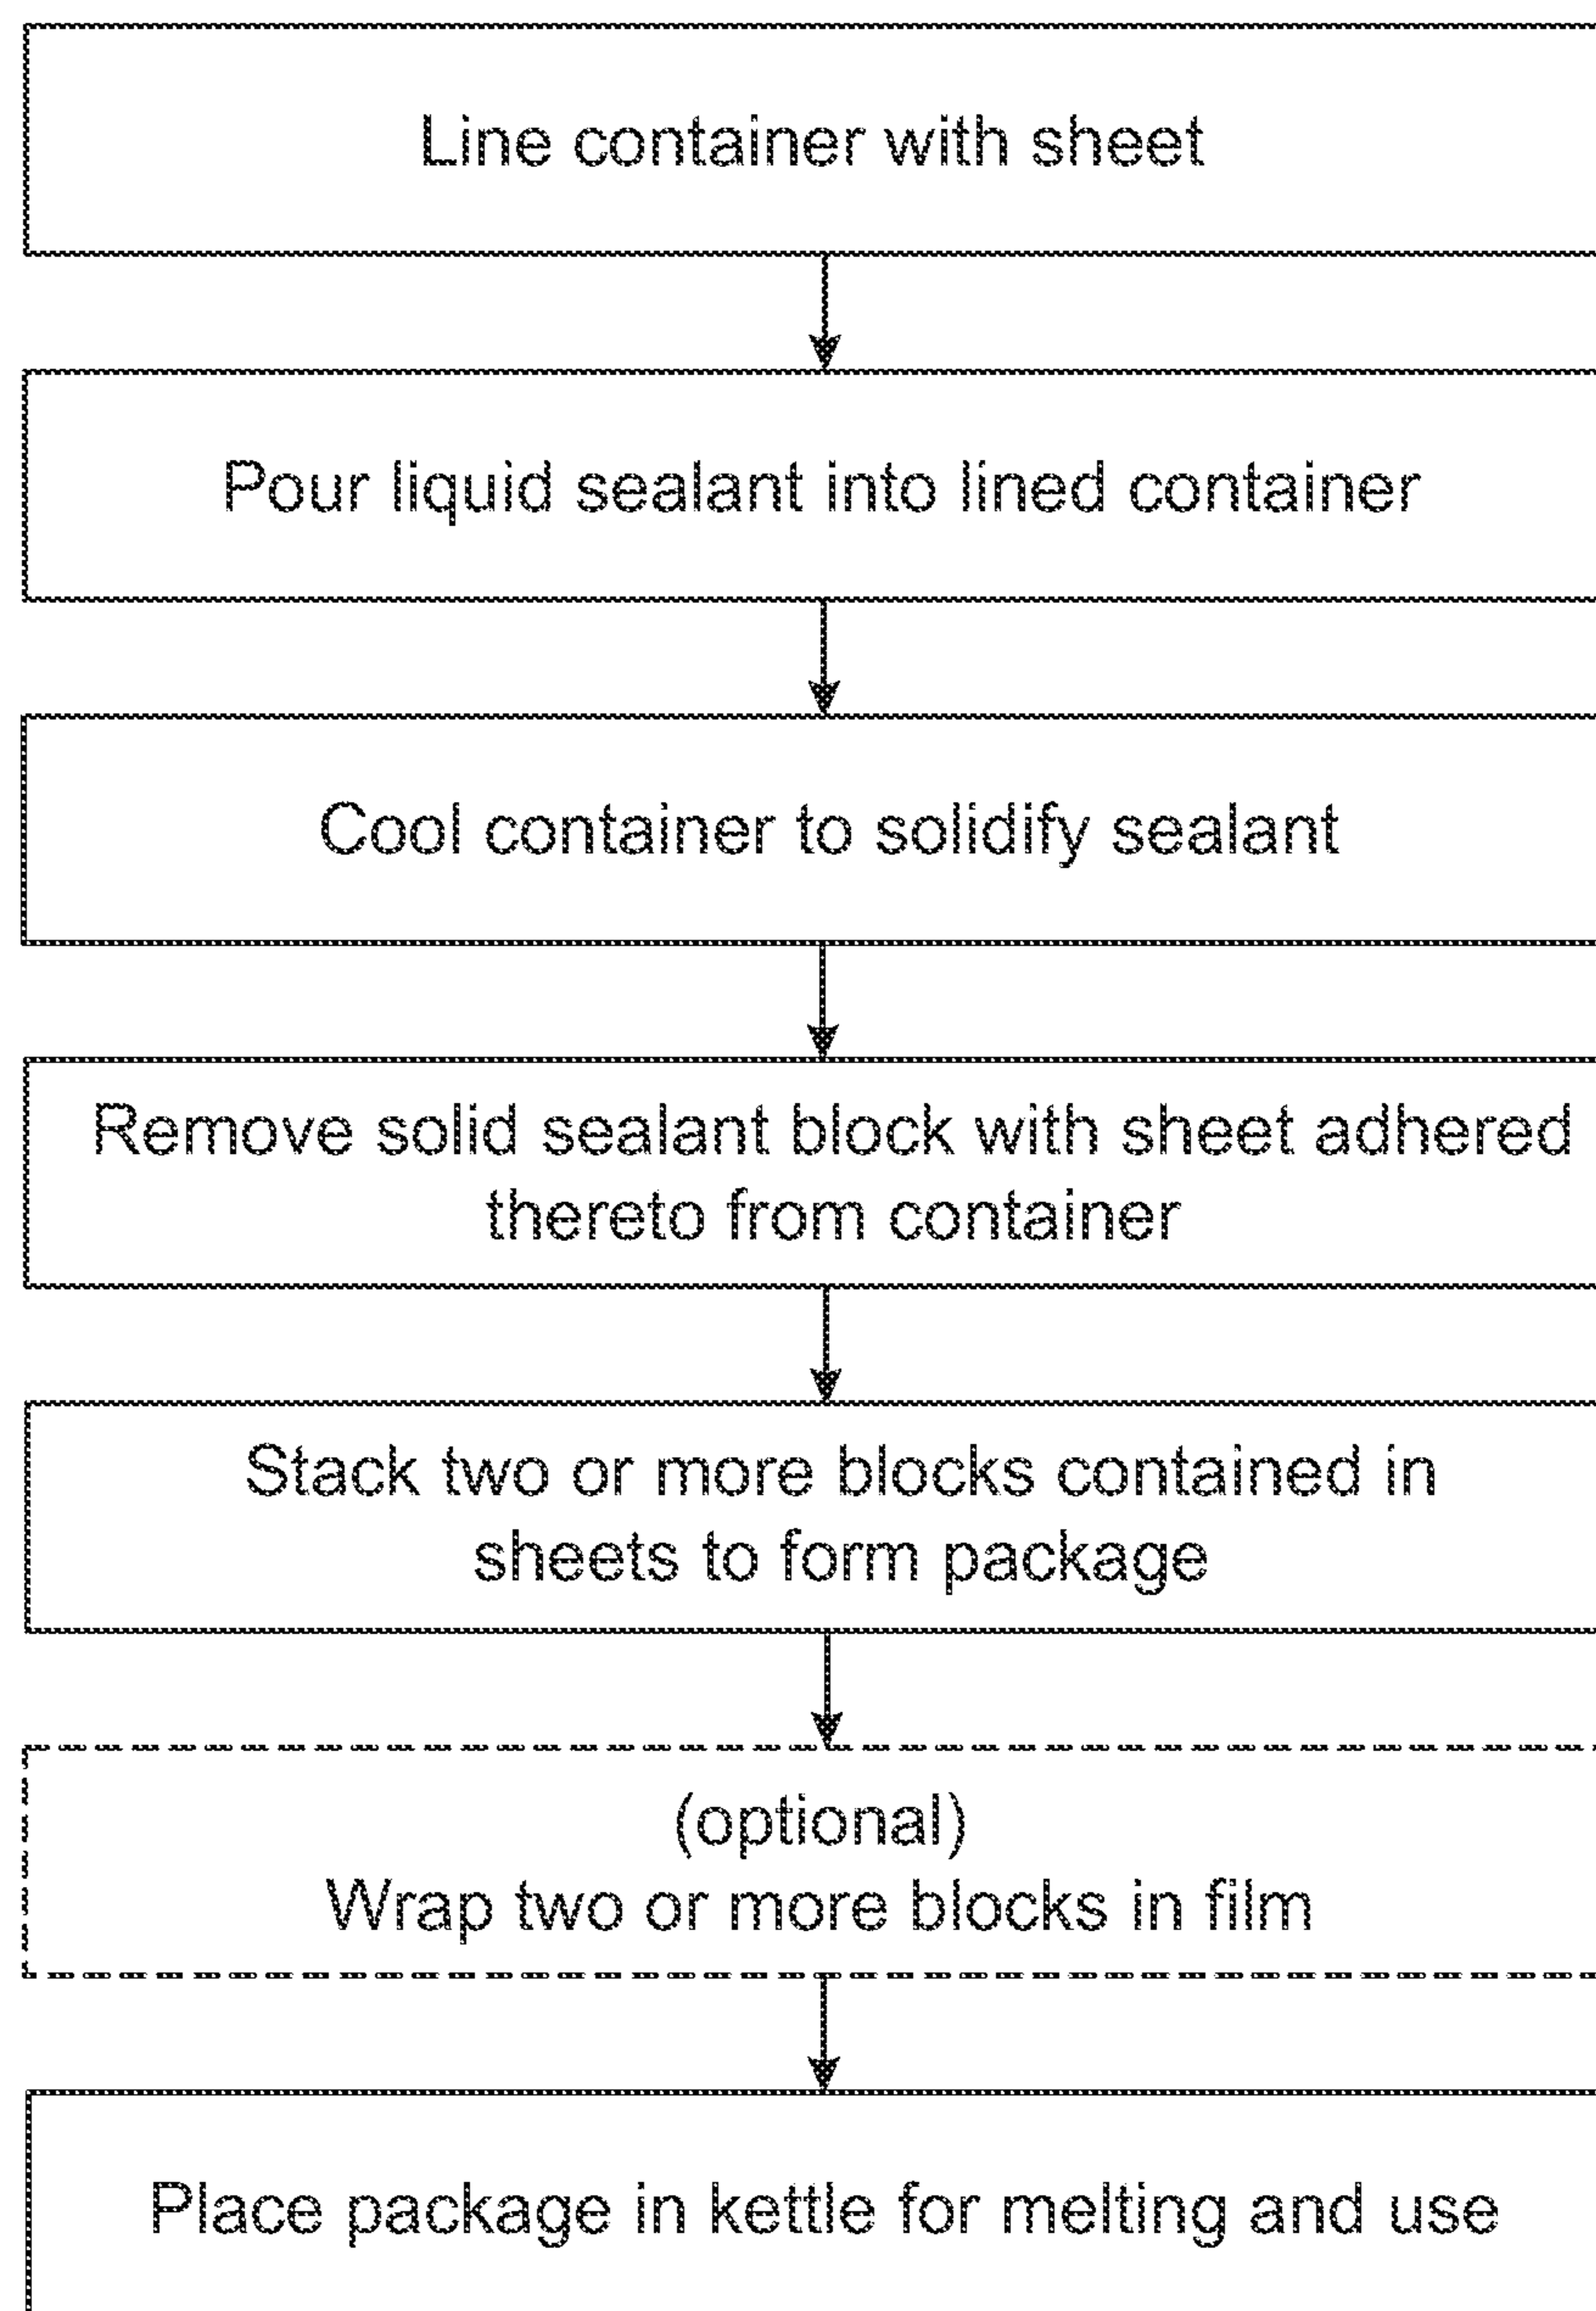 Line container with sheet
Pour liquid sealant into lined container
Cool container to solidify sealant
Remove solid sealant block with sheet adhered
thereto from container
Stack two or more blocks contained in
sheets to form package
(optional)
Wrap two or more blocks in film
Place package in kettle for melting and use